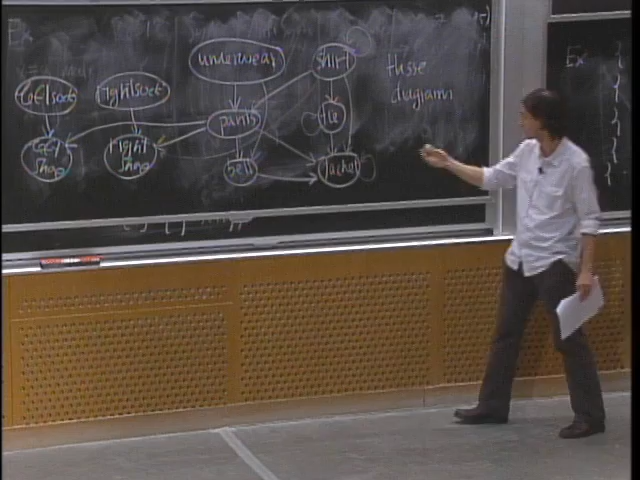 Ex
underwear
shirt
Hasse
diagram
Ex {
left sock
right sock
pants
tie
left
shoe
right
shoe
belt
jacket